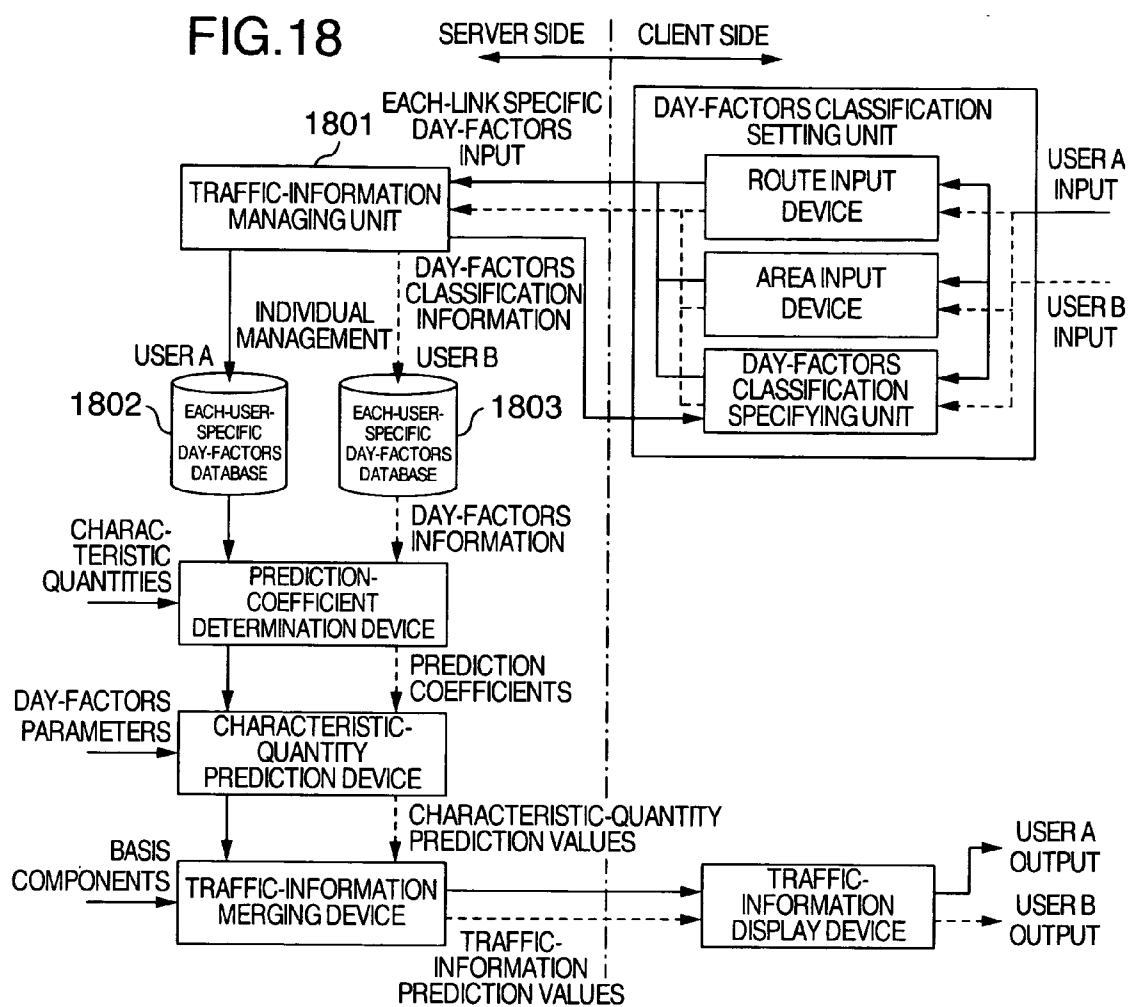 FIG.18
SERVER SIDE
CLIENT SIDE
EACH-LINK SPECIFIC
DAY-FACTORS
INPUT
1801
TRAFFIC-INFORMATION
MANAGING UNIT
DAY-FACTORS CLASSIFICATION
SETTING UNIT
ROUTE INPUT
DEVICE
AREA INPUT
DEVICE
DAY-FACTORS
CLASSIFICATION
SPECIFYING UNIT
USER A
INPUT
USER B
INPUT
DAY-FACTORS
CLASSIFICATION
INFORMATION
INDIVIDUAL
MANAGEMENT
USER A
USER B
1802
EACH-USER-
SPECIFIC
DAY-FACTORS
DATABASE
EACH-USER-
SPECIFIC
DAY-FACTORS
DATABASE
1803
CHARAC-
TERISTIC
QUANTITIES
DAY-FACTORS
INFORMATION
PREDICTION-
COEFFICIENT
DETERMINATION DEVICE
PREDICTION
COEFFICIENTS
DAY-FACTORS
PARAMETERS
CHARACTERISTIC-
QUANTITY
PREDICTION DEVICE
CHARACTERISTIC-QUANTITY
PREDICTION VALUES
BASIS
COMPONENTS
TRAFFIC-INFORMATION
MERGING DEVICE
TRAFFIC-
INFORMATION
PREDICTION VALUES
TRAFFIC-
INFORMATION
DISPLAY DEVICE
USER A
OUTPUT
USER B
OUTPUT